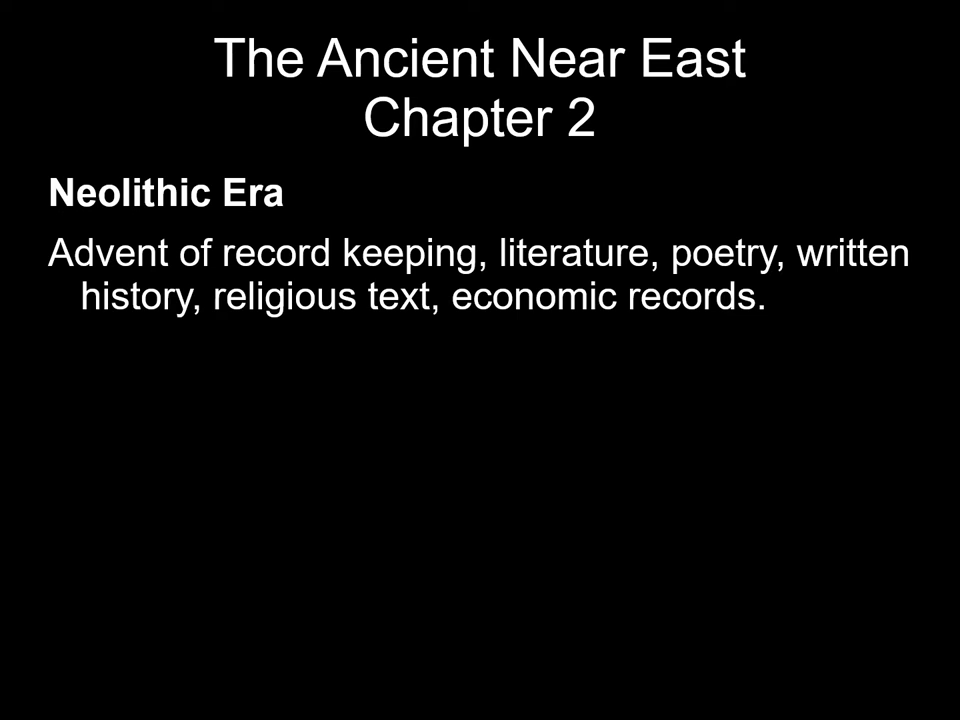 The Ancient Near East
Chapter 2
Neolithic Era
Advent of record keeping, literature, poetry, written
history, religious text, economic records.